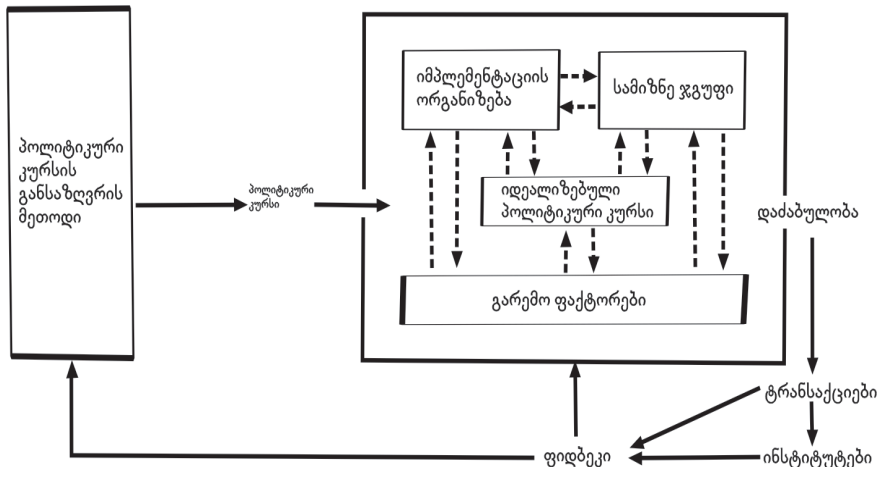 პოლიტიკური
კურსის
განსაზღვრის
მეთოდი
პოლიტიკური
კურსი
იმპლემენტაციის
ორგანიზება
სამიზნე ჯგუფი
იდეალიზებული
პოლიტიკური კურსი
გარემო ფაქტორები
დაძაბულობა
ტრანსაქციები
ინსტიტუტები
ფიდბეკი